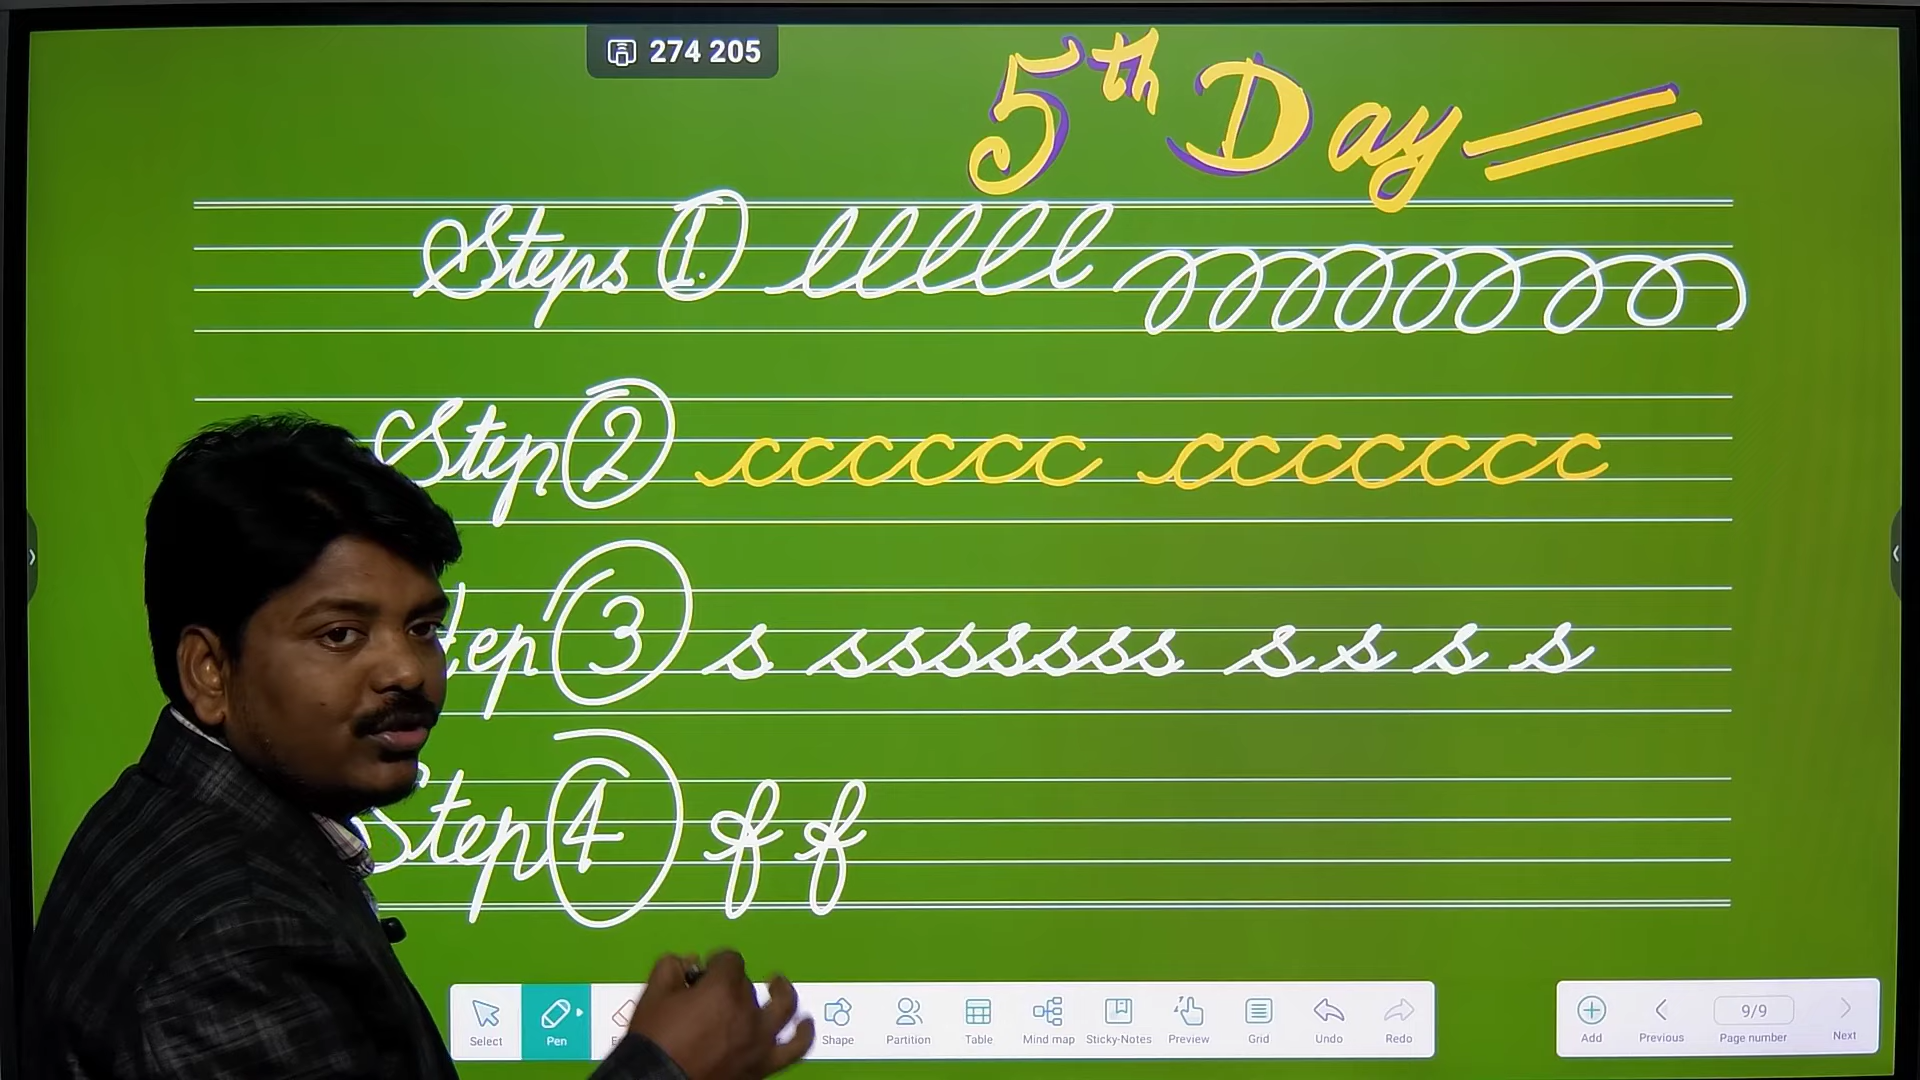 274 205
5th Day
Steps 1. lllll
Step 2 cccccc ccccccc
tep 3 s sssssss s s s s
Step 4 f f
Select Pen Shape Partition Table Mind map Sticky-Notes Preview Grid Undo Redo
9/9
Add Previous Page number Next